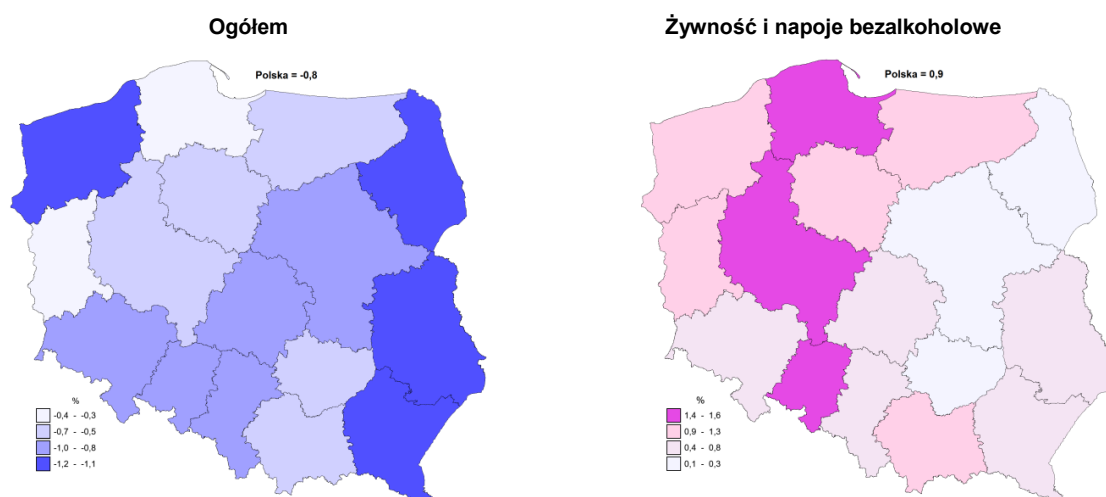 Ogółem
Polska = -0,8
%
-0,4 - -0,3
-0,7 - -0,5
-1,0 - -0,8
-1,2 - -1,1
Żywność i napoje bezalkoholowe
Polska = 0,9
%
1,4 - 1,6
0,9 - 1,3
0,4 - 0,8
0,1 - 0,3